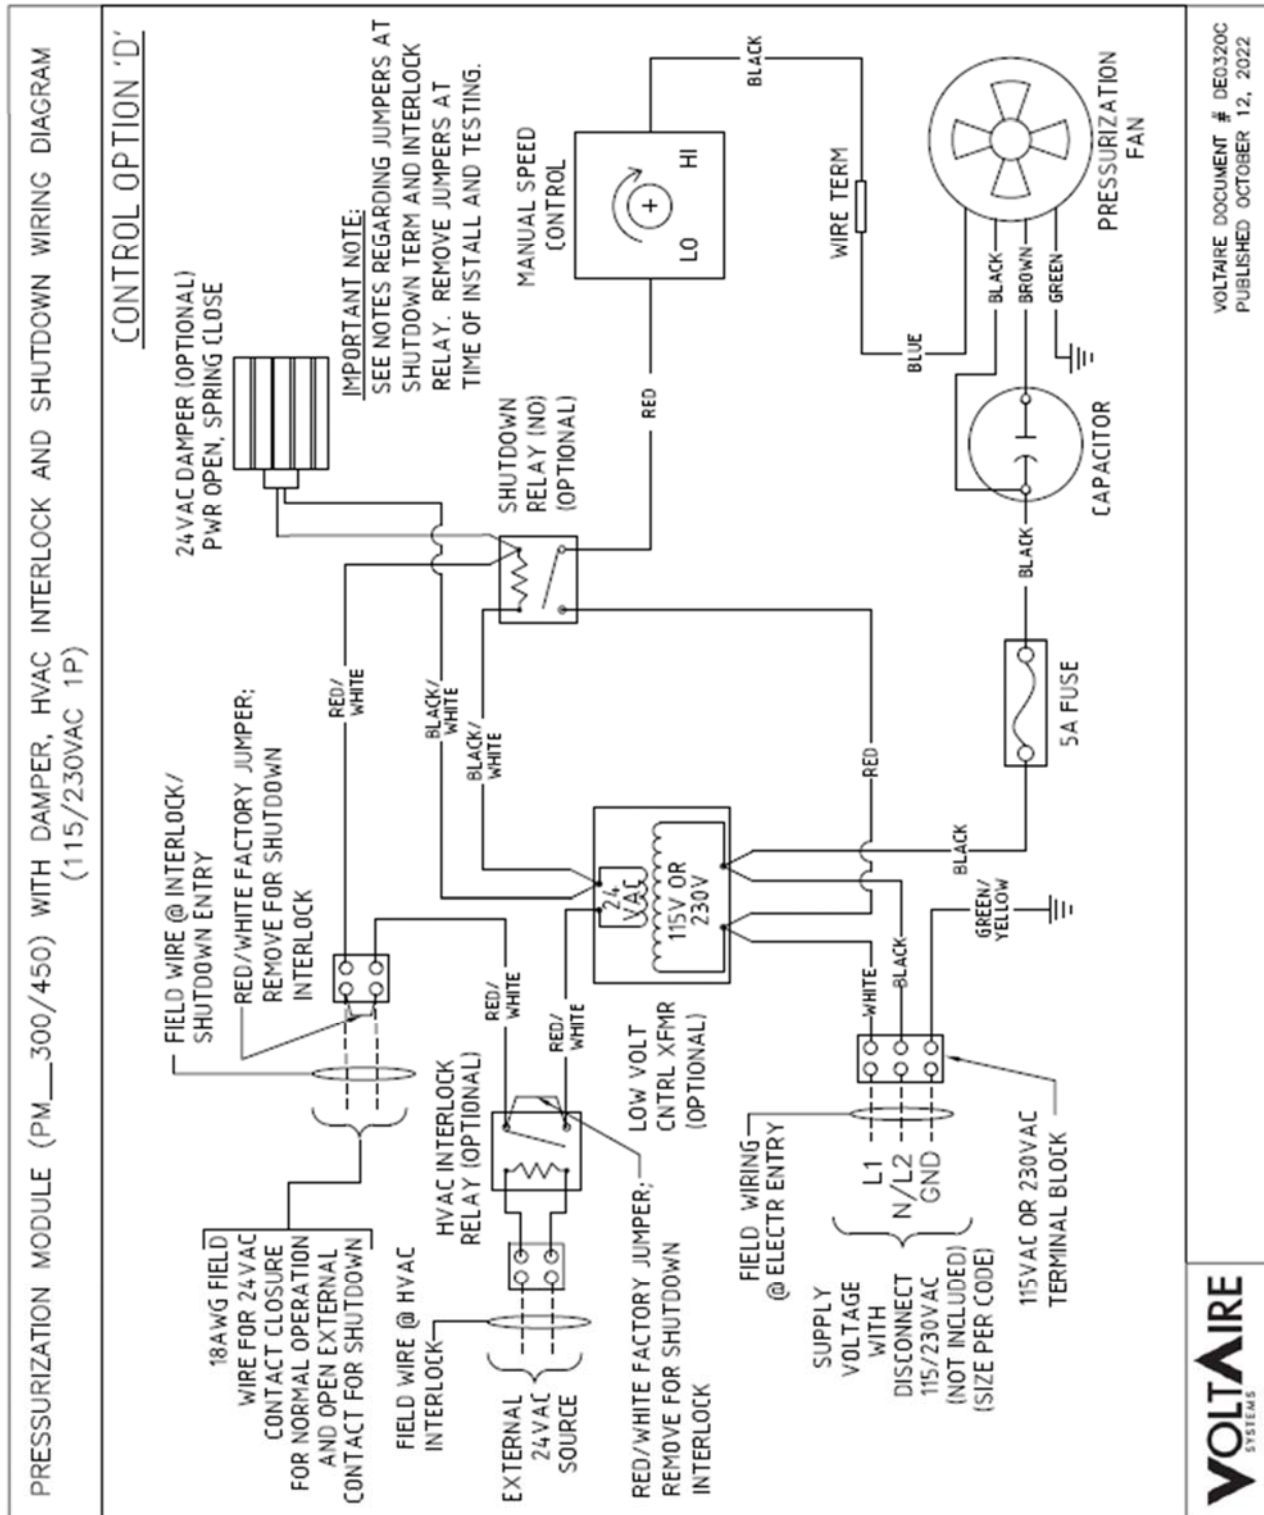 PRESSURIZATION MODULE (PM__300/450) WITH DAMPER, HVAC INTERLOCK AND SHUTDOWN WIRING DIAGRAM
(115/230VAC 1P)
CONTROL OPTION 'D'
18AWG FIELD
WIRE FOR 24VAC
CONTACT CLOSURE
FOR NORMAL OPERATION
AND OPEN EXTERNAL
CONTACT FOR SHUTDOWN
FIELD WIRE @ INTERLOCK/
SHUTDOWN ENTRY
RED/WHITE FACTORY JUMPER;
REMOVE FOR SHUTDOWN
INTERLOCK
RED/
WHITE
24VAC DAMPER (OPTIONAL)
PWR OPEN, SPRING CLOSE
IMPORTANT NOTE:
SEE NOTES REGARDING JUMPERS AT
SHUTDOWN TERM AND INTERLOCK
RELAY. REMOVE JUMPERS AT
TIME OF INSTALL AND TESTING.
FIELD WIRE @ HVAC
INTERLOCK
HVAC INTERLOCK
RELAY (OPTIONAL)
EXTERNAL
24VAC
SOURCE
RED/
WHITE
RED/
WHITE
BLACK/
WHITE
BLACK/
WHITE
SHUTDOWN
RELAY (NO)
(OPTIONAL)
MANUAL SPEED
CONTROL
LO
HI
RED/WHITE FACTORY JUMPER;
REMOVE FOR SHUTDOWN
INTERLOCK
LOW VOLT
CNTRL XFMR
(OPTIONAL)
24
VAC
115V OR
230V
RED
BLACK
FIELD WIRING
@ ELECTR ENTRY
SUPPLY
VOLTAGE
WITH
DISCONNECT
115/230VAC
(NOT INCLUDED)
(SIZE PER CODE)
L1
N/L2
GND
WHITE
BLACK
GREEN/
YELLOW
BLACK
RED
WIRE TERM
BLUE
115VAC OR 230VAC
TERMINAL BLOCK
5A FUSE
BLACK
CAPACITOR
BLACK
BROWN
GREEN
PRESSURIZATION
FAN
VOLTAIRE
SYSTEMS
VOLTAIRE DOCUMENT # DE0320C
PUBLISHED OCTOBER 12, 2022